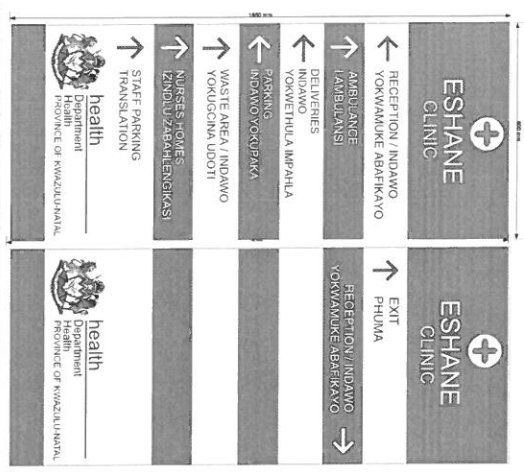 ESHANE
CLINIC
RECEPTION / INDAWO
YOKWAMUKE ABAFIKAYO
AMBULANCE
I-AMBULANSI
DELIVERIES
INDAWO
YOKWETHULA IMPAHLA
PARKING
INDAWO YOKUPAKA
WASTE AREA / INDAWO
YOKUGCINA UDOTI
NURSES HOMES
IZINDLU ZABAHLENGIKASI
STAFF PARKING
TRANSLATION
health
Department
Health
PROVINCE OF KWAZULU-NATAL
ESHANE
CLINIC
EXIT
PHUMA
RECEPTION / INDAWO
YOKWAMUKE ABAFIKAYO
health
Department
Health
PROVINCE OF KWAZULU-NATAL